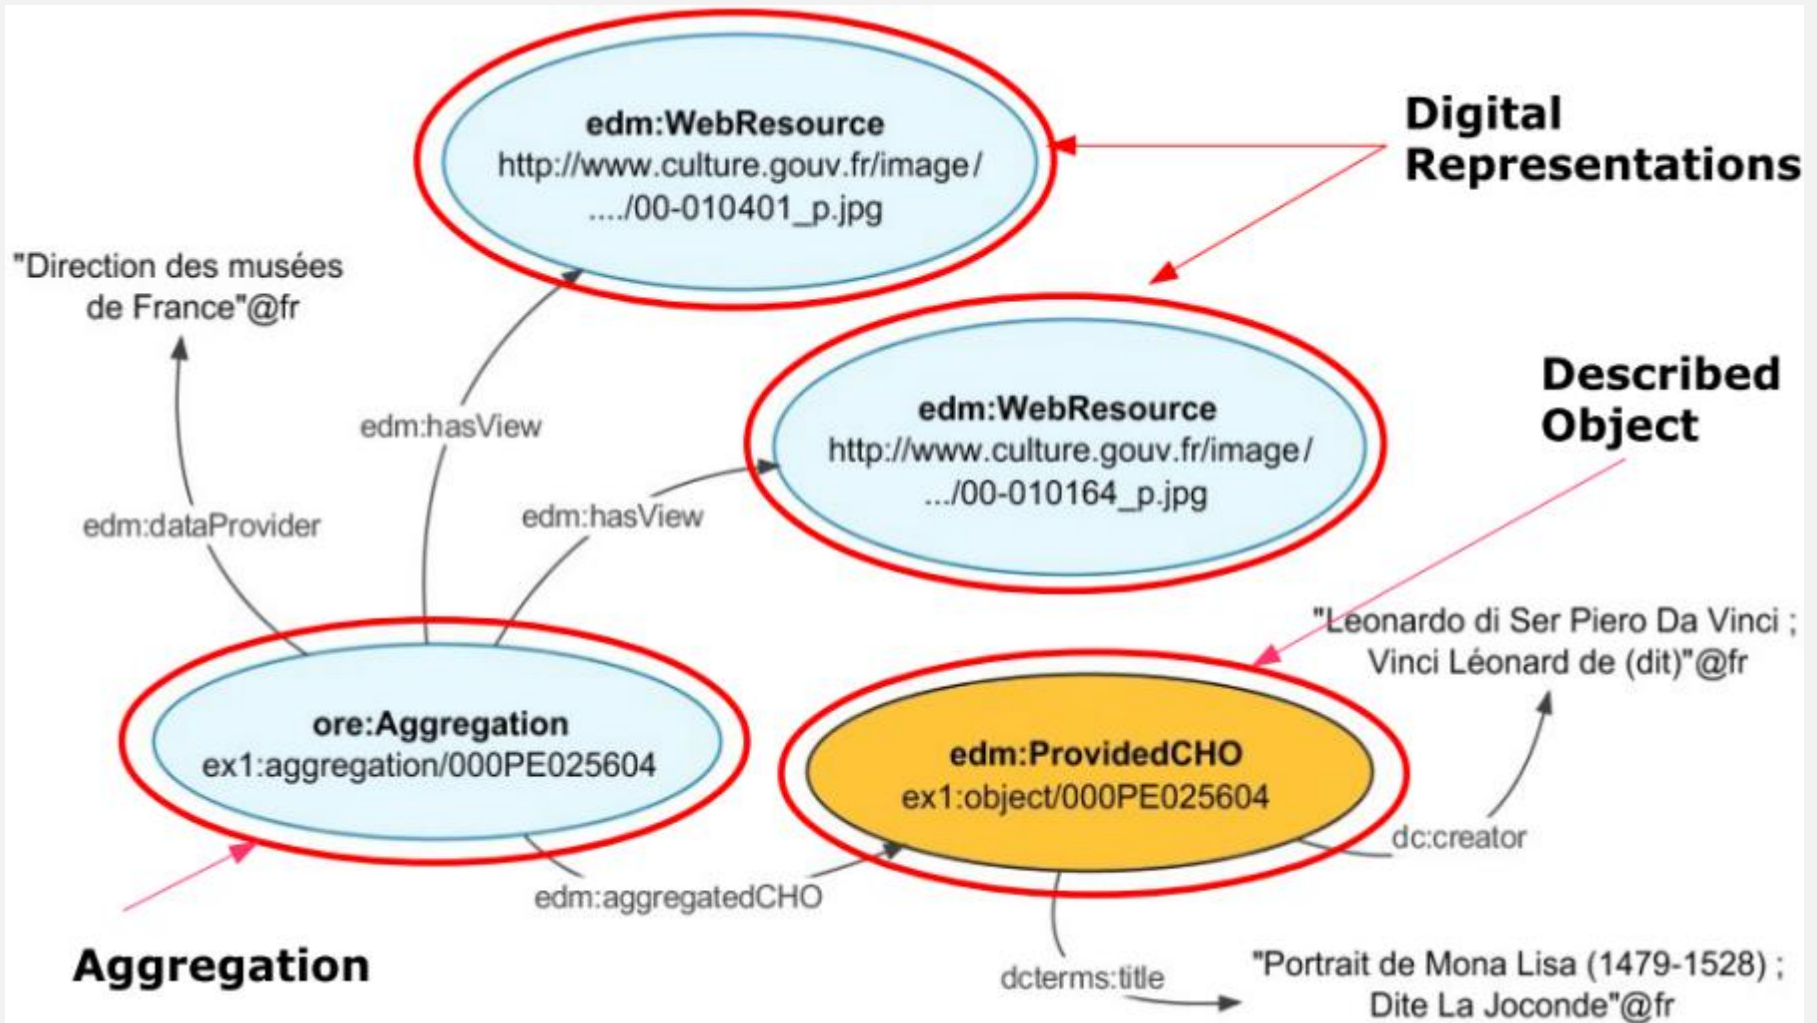 edm:WebResource
http://www.culture.gouv.fr/image/
..../00-010401_p.jpg
Digital
Representations
"Direction des musées
de France"@fr
edm:WebResource
http://www.culture.gouv.fr/image/
.../00-010164_p.jpg
Described
Object
edm:hasView
edm:hasView
edm:dataProvider
"Leonardo di Ser Piero Da Vinci ;
Vinci Léonard de (dit)"@fr
ore:Aggregation
ex1:aggregation/000PE025604
edm:ProvidedCHO
ex1:object/000PE025604
dc:creator
edm:aggregatedCHO
Aggregation
dcterms:title
"Portrait de Mona Lisa (1479-1528) ;
Dite La Joconde"@fr